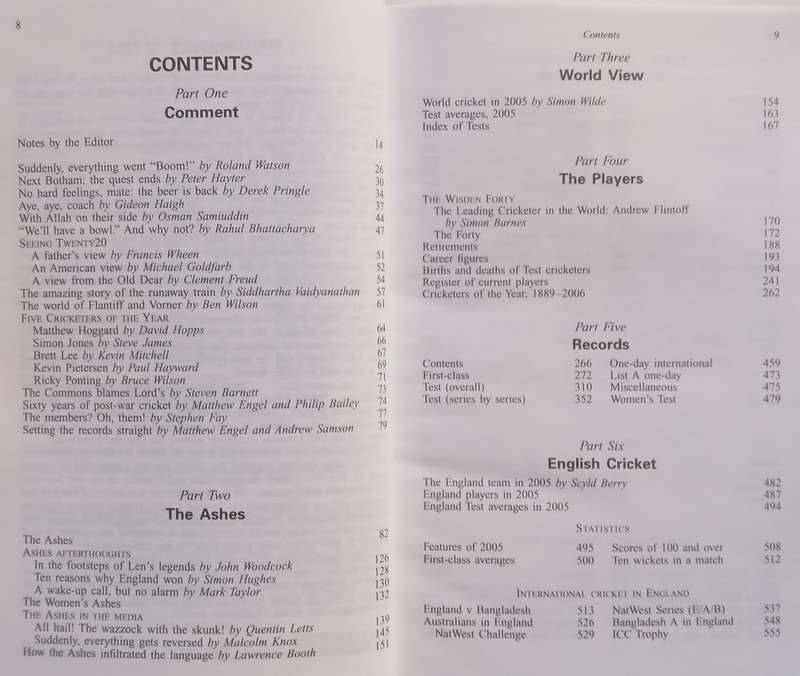 8
CONTENTS
Part One
Comment
Notes by the Editor 14
Suddenly, everything went “Boom!” by Roland Watson 26
Next Botham: the quest ends by Peter Hayter 30
No hard feelings, mate: the beer is back by Derek Pringle 34
Aye, aye, coach by Gideon Haigh 37
With Allah on their side by Osman Samiuddin 44
“We’ll have a bowl.” And why not? by Rahul Bhattacharya 47
SEEING TWENTY20
A father’s view by Francis Wheen 51
An American view by Michael Goldfarb 52
A view from the Old Dear by Clement Freud 54
The amazing story of the runaway train by Siddhartha Vaidyanathan 57
The world of Flantiff and Vorner by Ben Wilson 61
FIVE CRICKETERS OF THE YEAR
Matthew Hoggard by David Hopps 64
Simon Jones by Steve James 66
Brett Lee by Kevin Mitchell 67
Kevin Pietersen by Paul Hayward 69
Ricky Ponting by Bruce Wilson 71
The Commons blames Lord’s by Steven Barnett 73
Sixty years of post-war cricket by Matthew Engel and Philip Bailey 74
The members? Oh, them! by Stephen Fay 77
Setting the records straight by Matthew Engel and Andrew Samson 79
Part Two
The Ashes
The Ashes 82
ASHES AFTERTHOUGHTS
In the footsteps of Len’s legends by John Woodcock 126
Ten reasons why England won by Simon Hughes 128
A wake-up call, but no alarm by Mark Taylor 130
The Women’s Ashes 132
THE ASHES IN THE MEDIA
All hail! The wazzock with the skunk! by Quentin Letts 139
Suddenly, everything gets reversed by Malcolm Knox 145
How the Ashes infiltrated the language by Lawrence Booth 151
Contents 9
Part Three
World View
World cricket in 2005 by Simon Wilde 154
Test averages, 2005 163
Index of Tests 167
Part Four
The Players
THE WISDEN FORTY
The Leading Cricketer in the World: Andrew Flintoff
by Simon Barnes 170
The Forty 172
Retirements 188
Career figures 193
Births and deaths of Test cricketers 194
Register of current players 241
Cricketers of the Year, 1889–2006 262
Part Five
Records
Contents 266 One-day international 459
First-class 272 List A one-day 473
Test (overall) 310 Miscellaneous 475
Test (series by series) 352 Women’s Test 479
Part Six
English Cricket
The England team in 2005 by Scyld Berry 482
England players in 2005 487
England Test averages in 2005 494
STATISTICS
Features of 2005 495 Scores of 100 and over 508
First-class averages 500 Ten wickets in a match 512
INTERNATIONAL CRICKET IN ENGLAND
England v Bangladesh 513 NatWest Series (E/A/B) 537
Australians in England 526 Bangladesh A in England 548
NatWest Challenge 529 ICC Trophy 555